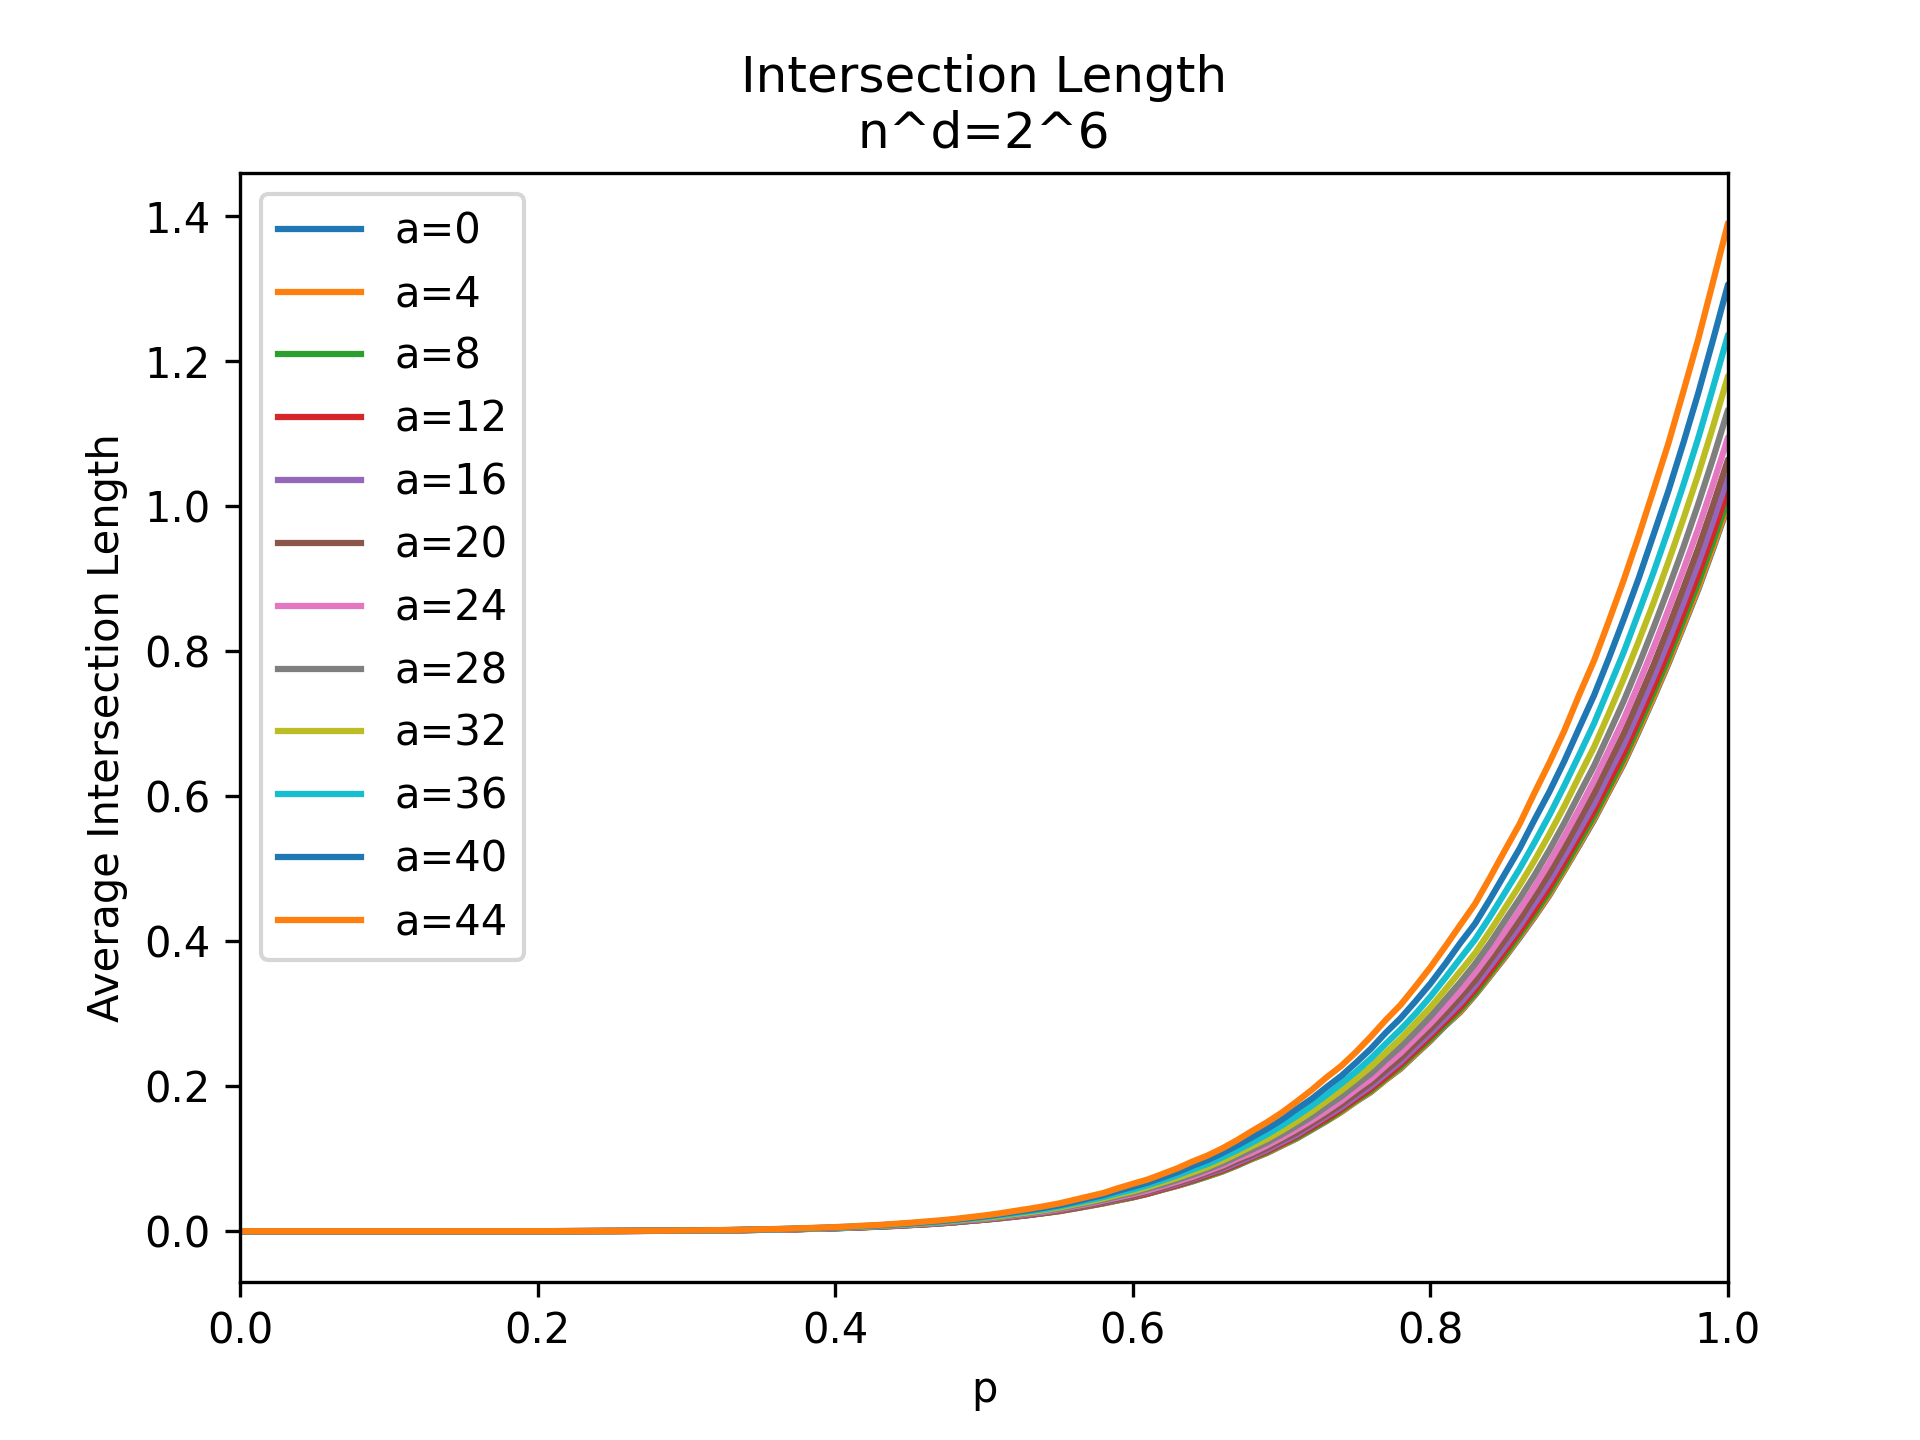 Intersection Length
n^d=2^6
Average Intersection Length
1.4
1.2
1.0
0.8
0.6
0.4
0.2
0.0
a=0
a=4
a=8
a=12
a=16
a=20
a=24
a=28
a=32
a=36
a=40
a=44
0.0 0.2 0.4 0.6 0.8 1.0
p